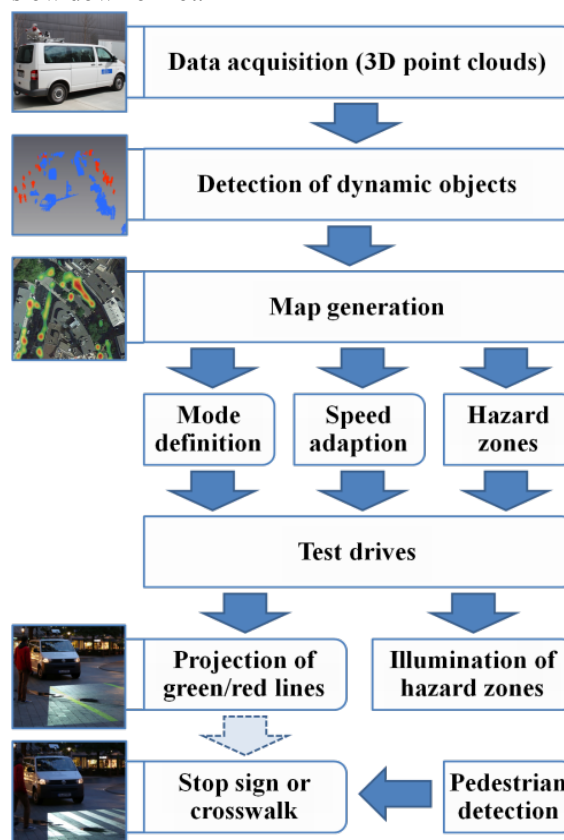 Data acquisition (3D point clouds)
Detection of dynamic objects
Map generation
Mode
definition
Speed
adaption
Hazard
zones
Test drives
Projection of
green/red lines
Illumination of
hazard zones
Stop sign or
crosswalk
Pedestrian
detection